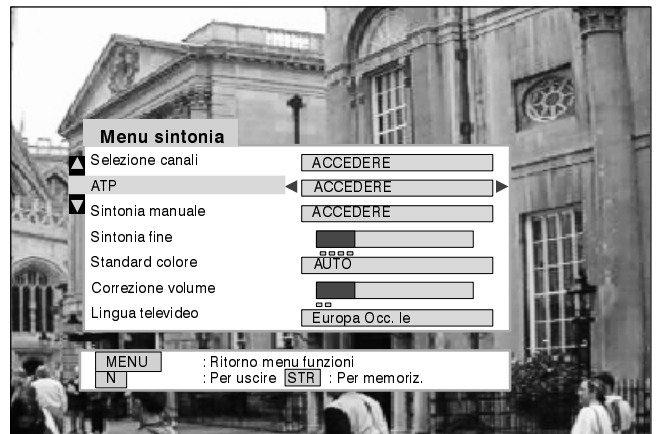 Menu sintonia
Selezione canali ACCEDERE
ATP ACCEDERE
Sintonia manuale ACCEDERE
Sintonia fine
Standard colore AUTO
Correzione volume
Lingua televideo Europa Occ. le
MENU : Ritorno menu funzioni
N : Per uscire STR : Per memoriz.